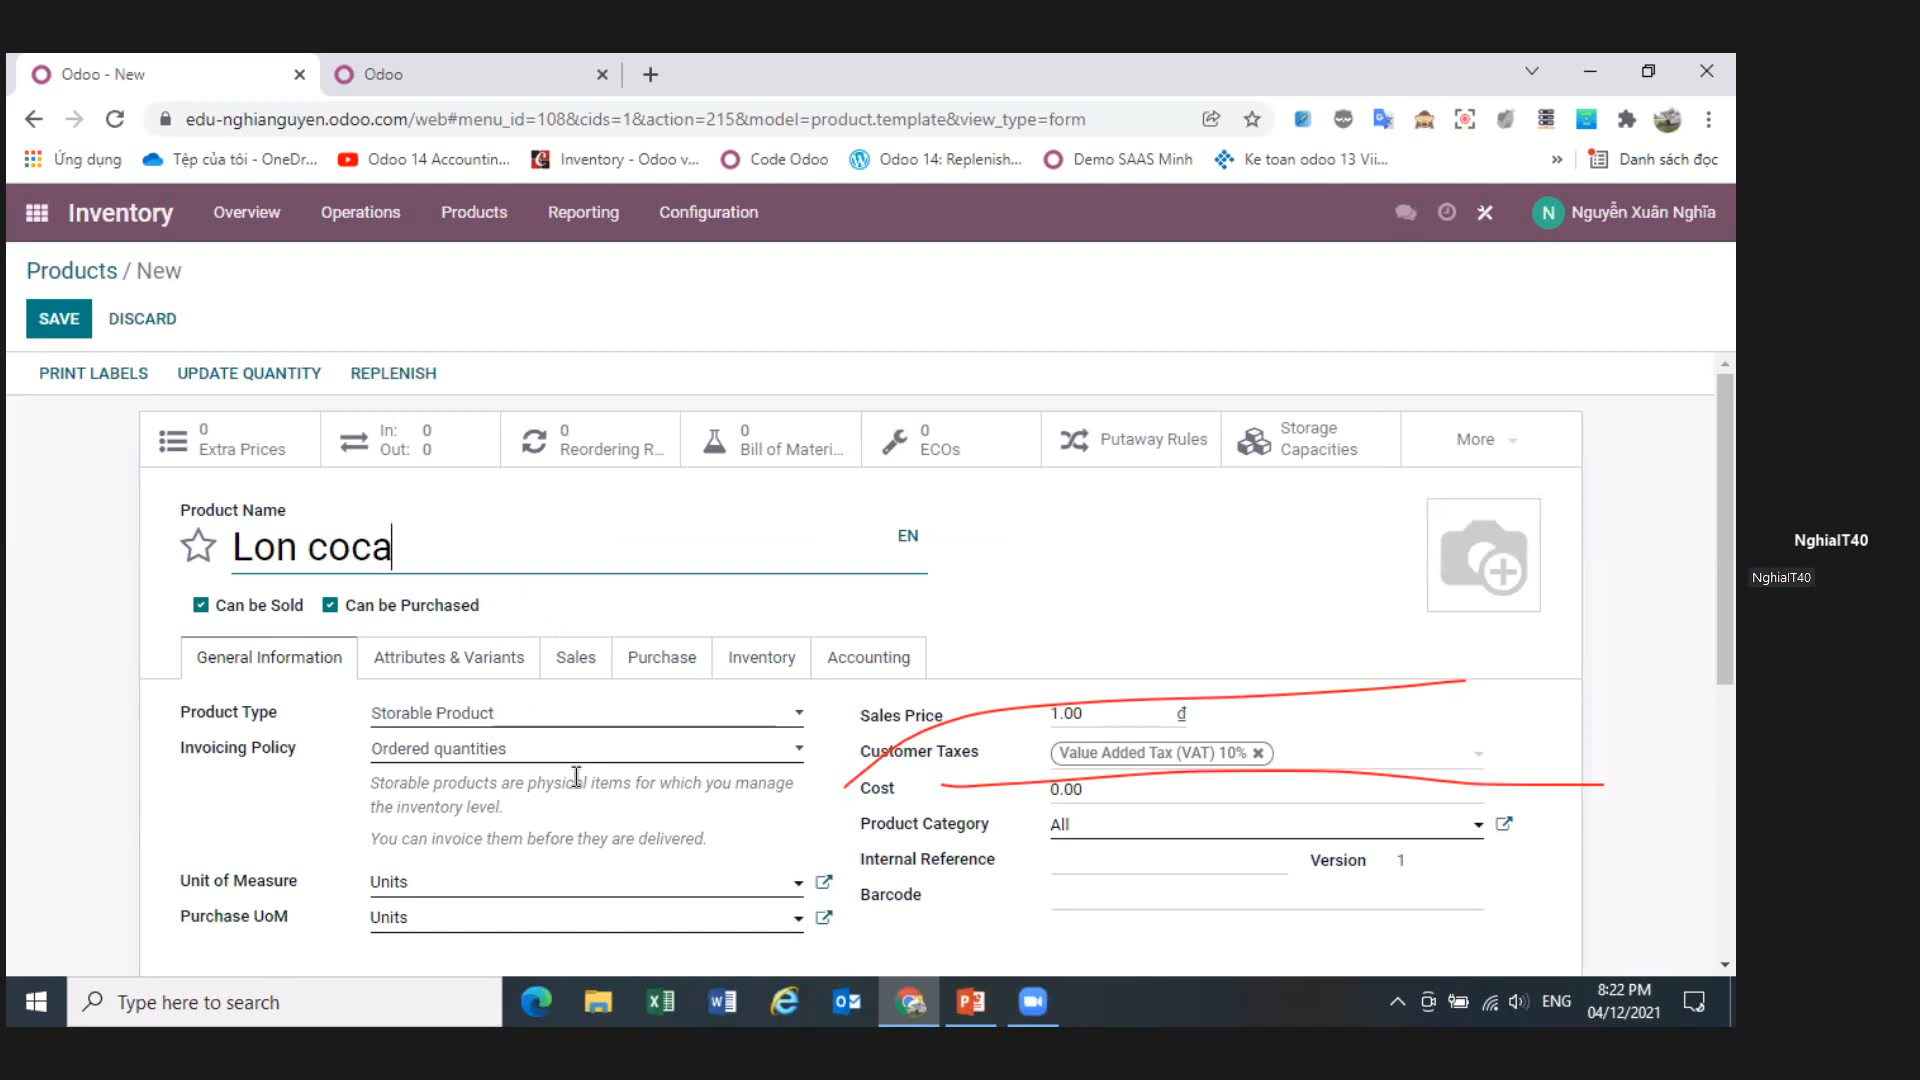 Odoo - New
Odoo
edu-nghianguyen.odoo.com/web#menu_id=108&cids=1&action=215&model=product.template&view_type=form
Ứng dụng
Tệp của tôi - OneDr...
Odoo 14 Accountin...
Inventory - Odoo v...
Code Odoo
Odoo 14: Replenish...
Demo SAAS Minh
Ke toan odoo 13 Vii...
»
Danh sách đọc
Inventory
Overview
Operations
Products
Reporting
Configuration
N
Nguyễn Xuân Nghĩa
Products / New
SAVE
DISCARD
PRINT LABELS
UPDATE QUANTITY
REPLENISH
0
Extra Prices
In: 0
Out: 0
0
Reordering R...
0
Bill of Materi...
0
ECOs
Putaway Rules
Storage
Capacities
More
Product Name
Lon coca
EN
Can be Sold
Can be Purchased
General Information
Attributes & Variants
Sales
Purchase
Inventory
Accounting
Product Type
Storable Product
Invoicing Policy
Ordered quantities
Storable products are physical items for which you manage
the inventory level.
You can invoice them before they are delivered.
Unit of Measure
Units
Purchase UoM
Units
Sales Price
1.00 ₫
Customer Taxes
Value Added Tax (VAT) 10%
Cost
0.00
Product Category
All
Internal Reference
Version 1
Barcode
NghiaIT40
NghiaIT40
Type here to search
ENG
8:22 PM
04/12/2021